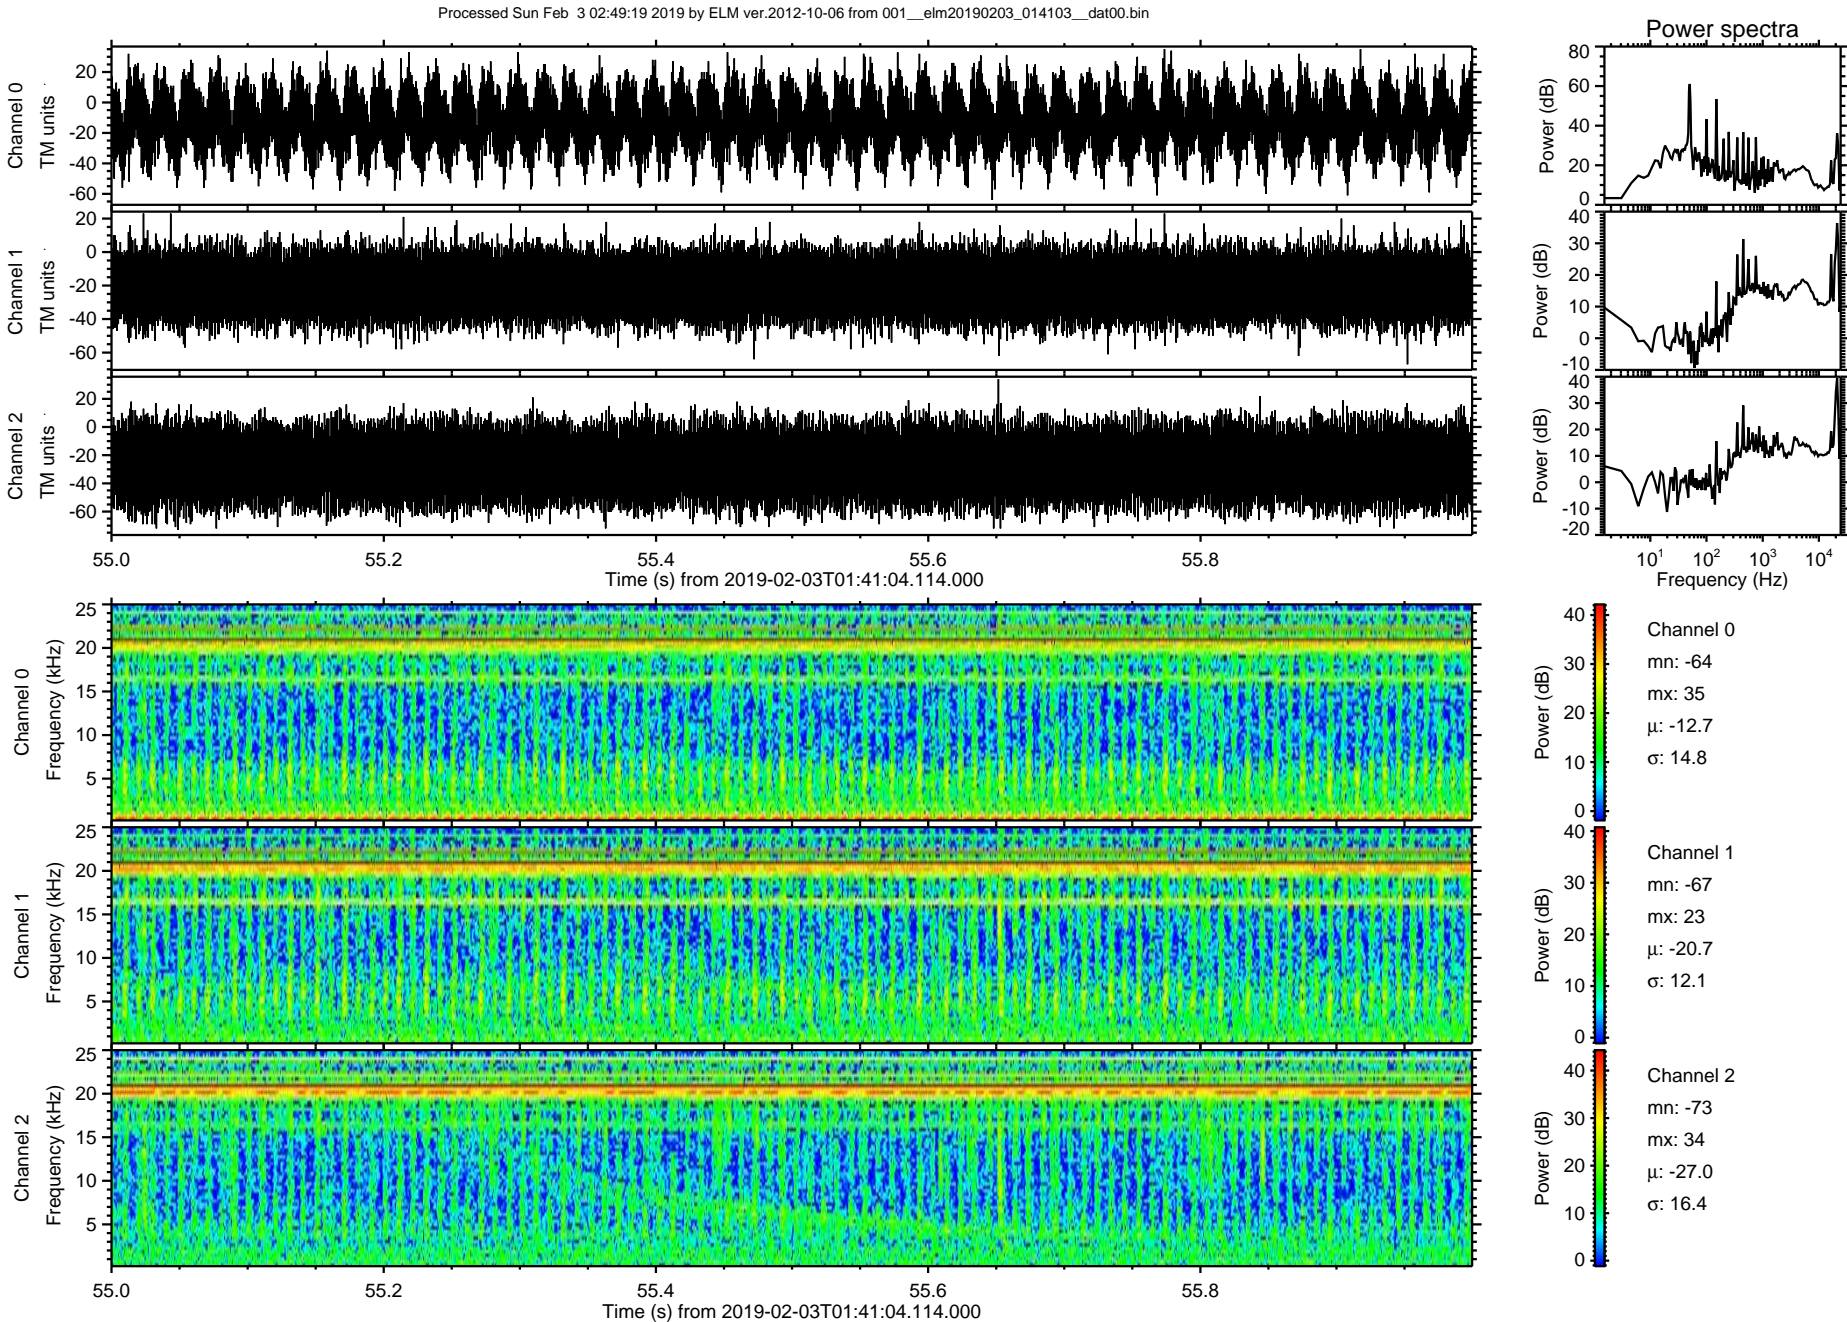 Processed Sun Feb  3 02:49:19 2019 by ELM ver.2012-10-06 from 001__elm20190203_014103__dat00.bin
Power spectra
Channel 0
TM units
20
0
-20
-40
-60
Power (dB)
80
60
40
20
0
Channel 1
TM units
20
0
-20
-40
-60
Power (dB)
40
30
20
10
0
-10
Channel 2
TM units
20
0
-20
-40
-60
Power (dB)
40
30
20
10
0
-10
-20
55.0 55.2 55.4 55.6 55.8
Time (s) from 2019-02-03T01:41:04.114.000
10¹ 10² 10³ 10⁴
Frequency (Hz)
Channel 0
Frequency (kHz)
25
20
15
10
5
Power (dB)
40
30
20
10
0
Channel 0
mn: -64
mx: 35
μ: -12.7
σ: 14.8
Channel 1
Frequency (kHz)
25
20
15
10
5
Power (dB)
40
30
20
10
0
Channel 1
mn: -67
mx: 23
μ: -20.7
σ: 12.1
Channel 2
Frequency (kHz)
25
20
15
10
5
Power (dB)
40
30
20
10
0
Channel 2
mn: -73
mx: 34
μ: -27.0
σ: 16.4
55.0 55.2 55.4 55.6 55.8
Time (s) from 2019-02-03T01:41:04.114.000